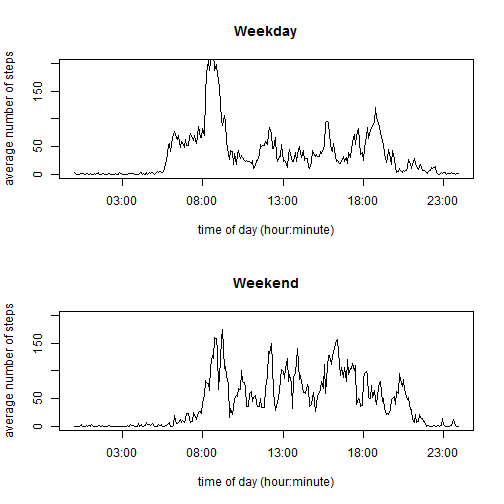 Weekday
average number of steps
150
50
0
03:00 08:00 13:00 18:00 23:00
time of day (hour:minute)
Weekend
average number of steps
150
50
0
03:00 08:00 13:00 18:00 23:00
time of day (hour:minute)